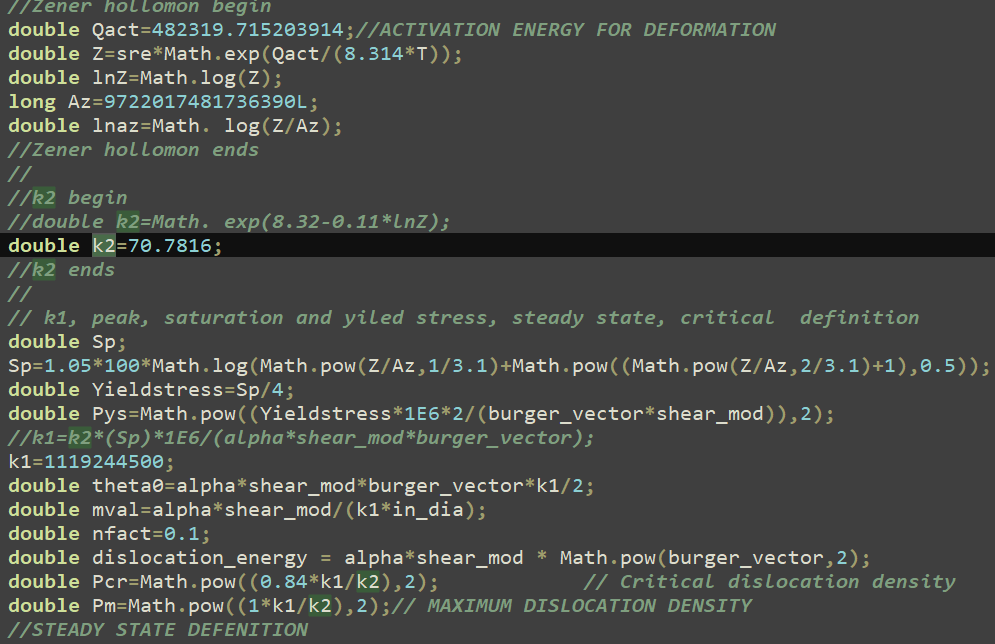 //Zener hollomon begin
double Qact=482319.715203914;//ACTIVATION ENERGY FOR DEFORMATION
double Z=sre*Math.exp(Qact/(8.314*T));
double lnZ=Math.log(Z);
long Az=9722017481736390L;
double lnaz=Math. log(Z/Az);
//Zener hollomon ends
//
//k2 begin
//double k2=Math. exp(8.32-0.11*lnZ);
double k2=70.7816;
//k2 ends
//
// k1, peak, saturation and yiled stress, steady state, critical  definition
double Sp;
Sp=1.05*100*Math.log(Math.pow(Z/Az,1/3.1)+Math.pow((Math.pow(Z/Az,2/3.1)+1),0.5));
double Yieldstress=Sp/4;
double Pys=Math.pow((Yieldstress*1E6*2/(burger_vector*shear_mod)),2);
//k1=k2*(Sp)*1E6/(alpha*shear_mod*burger_vector);
k1=1119244500;
double theta0=alpha*shear_mod*burger_vector*k1/2;
double mval=alpha*shear_mod/(k1*in_dia);
double nfact=0.1;
double dislocation_energy = alpha*shear_mod * Math.pow(burger_vector,2);
double Pcr=Math.pow((0.84*k1/k2),2);            // Critical dislocation density
double Pm=Math.pow((1*k1/k2),2);// MAXIMUM DISLOCATION DENSITY
//STEADY STATE DEFENITION